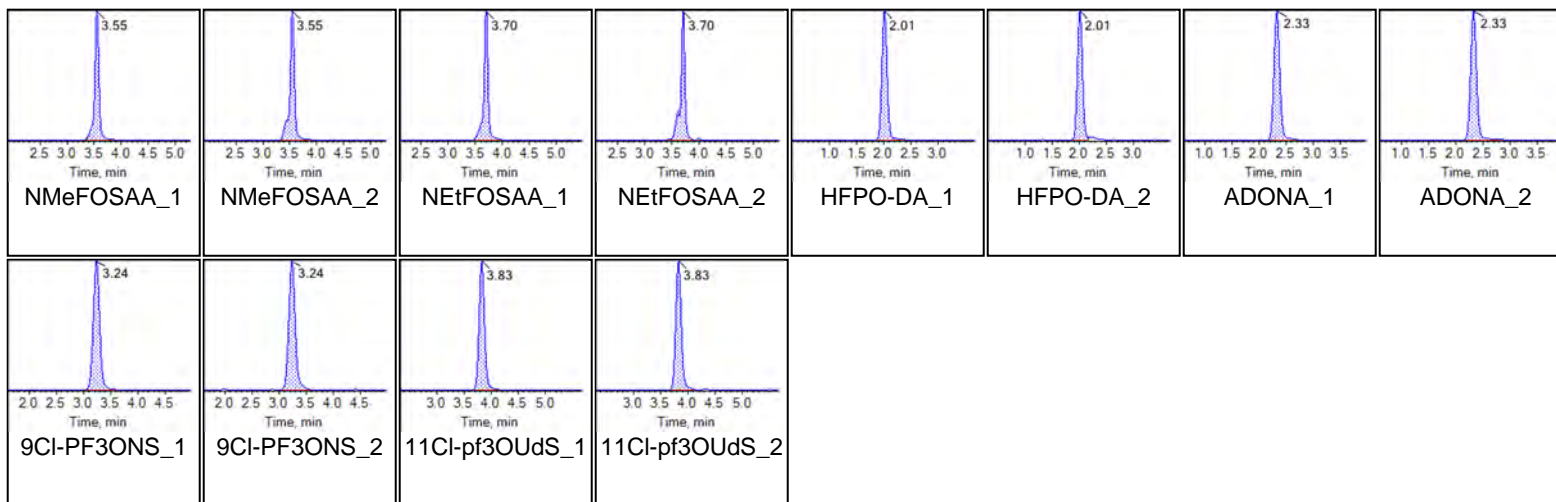 3.55
2.5 3.0 3.5 4.0 4.5 5.0
Time, min
NMeFOSAA_1
3.55
2.5 3.0 3.5 4.0 4.5 5.0
Time, min
NMeFOSAA_2
3.70
2.5 3.0 3.5 4.0 4.5 5.0
Time, min
NEtFOSAA_1
3.70
2.5 3.0 3.5 4.0 4.5 5.0
Time, min
NEtFOSAA_2
2.01
1.0 1.5 2.0 2.5 3.0
Time, min
HFPO-DA_1
2.01
1.0 1.5 2.0 2.5 3.0
Time, min
HFPO-DA_2
2.33
1.0 1.5 2.0 2.5 3.0 3.5
Time, min
ADONA_1
2.33
1.0 1.5 2.0 2.5 3.0 3.5
Time, min
ADONA_2
3.24
2.0 2.5 3.0 3.5 4.0 4.5
Time, min
9Cl-PF3ONS_1
3.24
2.0 2.5 3.0 3.5 4.0 4.5
Time, min
9Cl-PF3ONS_2
3.83
3.0 3.5 4.0 4.5 5.0
Time, min
11Cl-pf3OUdS_1
3.83
3.0 3.5 4.0 4.5 5.0
Time, min
11Cl-pf3OUdS_2